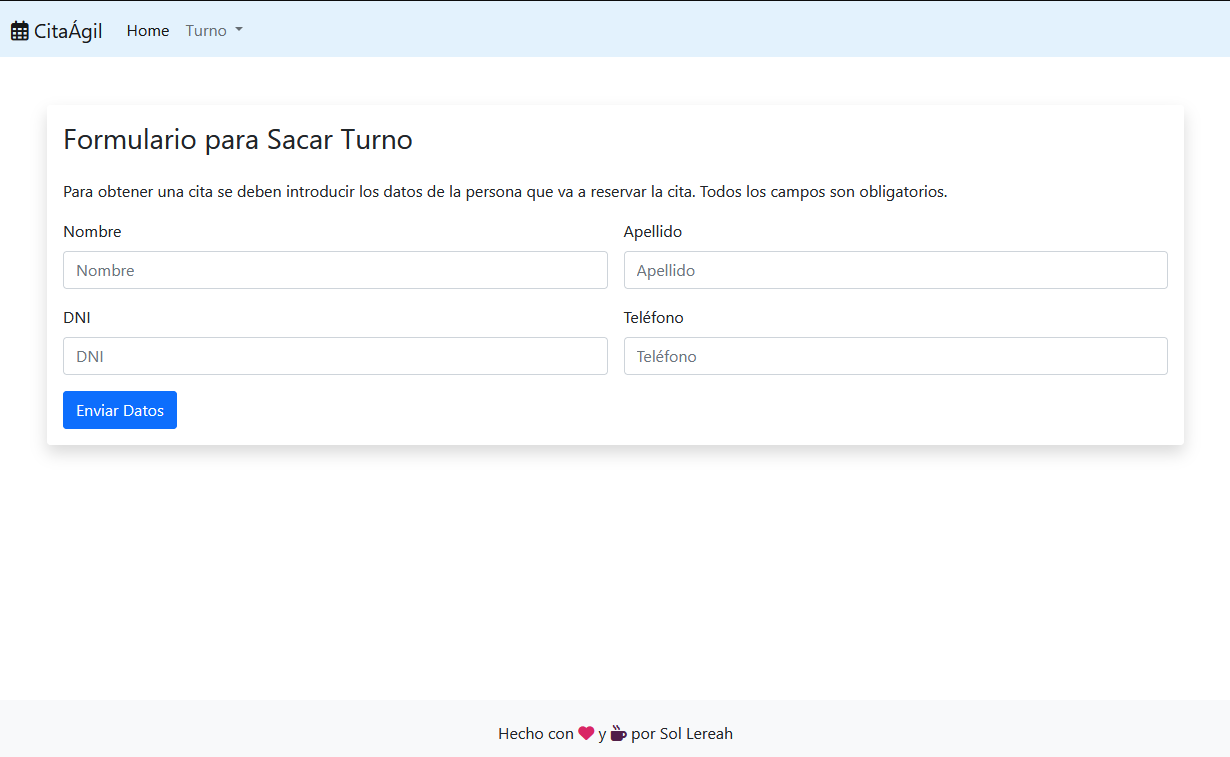 CitaÁgil Home Turno
Formulario para Sacar Turno
Para obtener una cita se deben introducir los datos de la persona que va a reservar la cita. Todos los campos son obligatorios.
Nombre Apellido
Nombre Apellido
DNI Teléfono
DNI Teléfono
Enviar Datos
Hecho con y por Sol Lereah